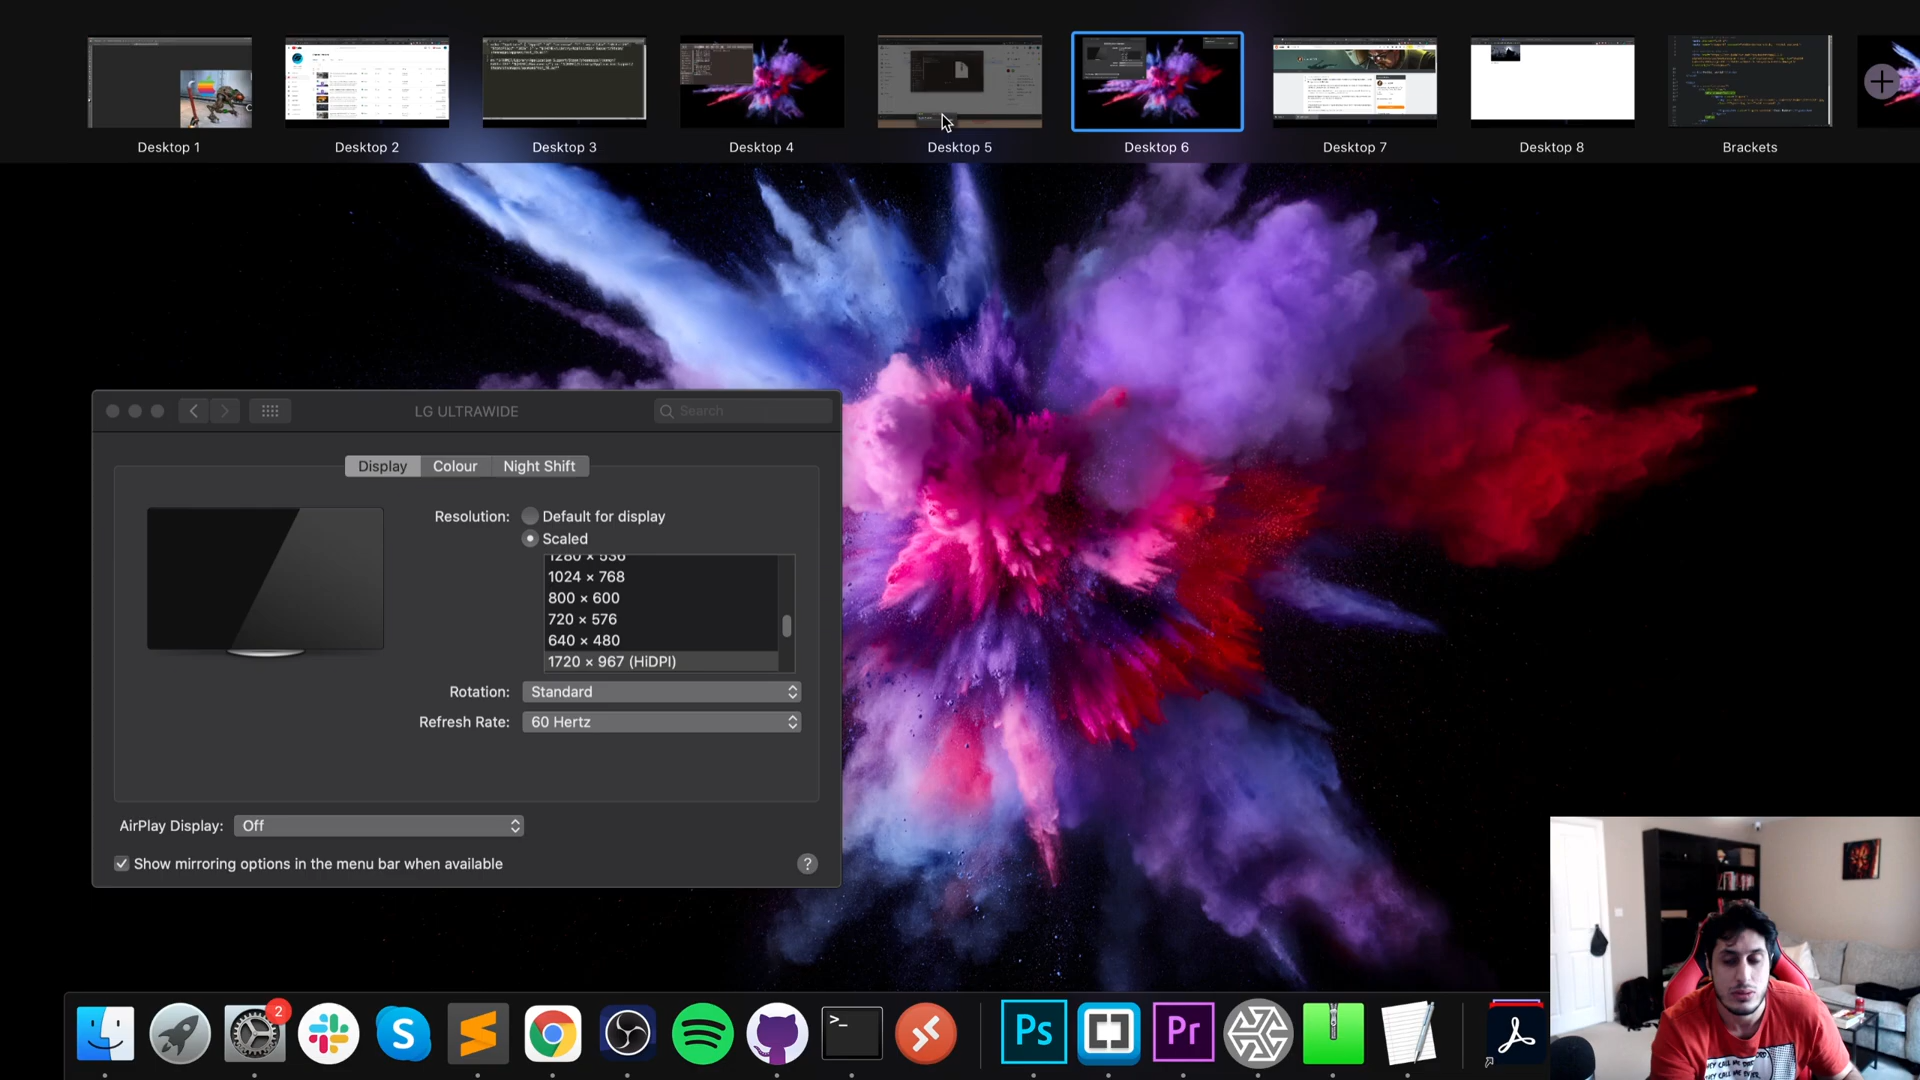 Desktop 1
Desktop 2
Desktop 3
Desktop 4
Desktop 5
Desktop 6
Desktop 7
Desktop 8
Brackets
LG ULTRAWIDE
Search
Display
Colour
Night Shift
Resolution:
Default for display
Scaled
1280 × 536
1024 × 768
800 × 600
720 × 576
640 × 480
1720 × 967 (HiDPI)
Rotation:
Standard
Refresh Rate:
60 Hertz
AirPlay Display:
Off
Show mirroring options in the menu bar when available
?
2
S
>_
Ps
Pr